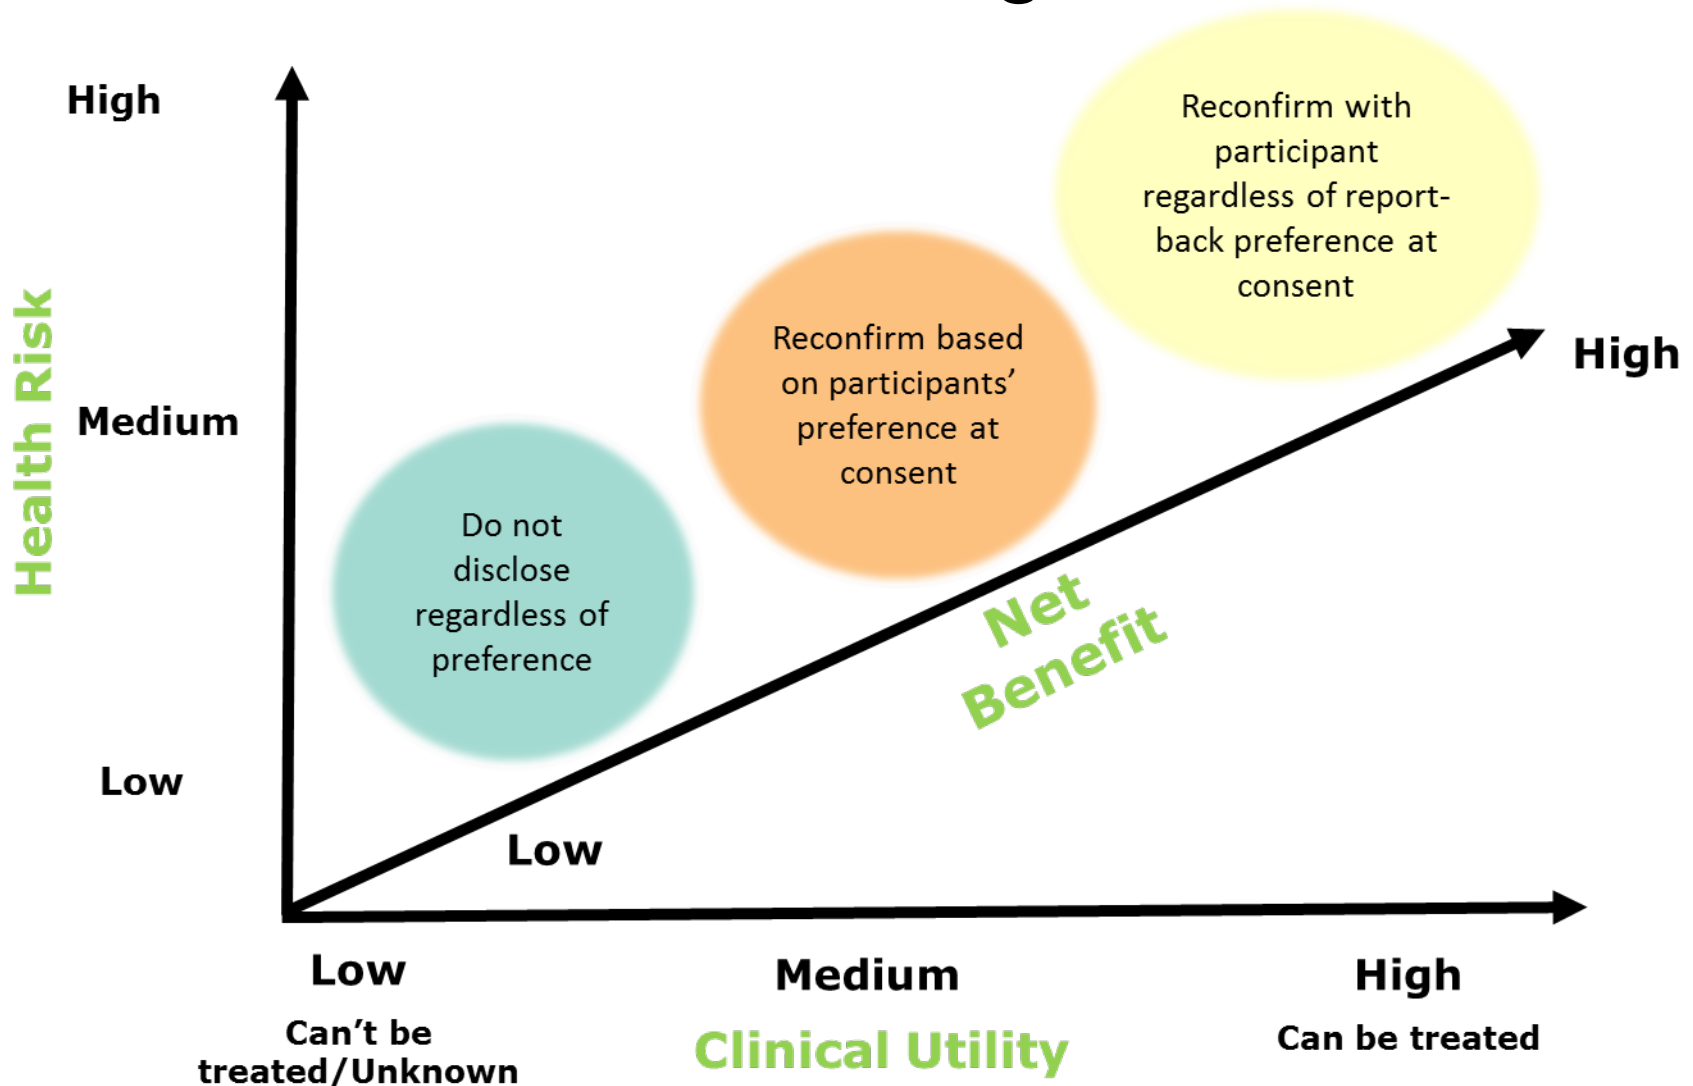 High
Health Risk
Medium
Low
Reconfirm with
participant
regardless of report-
back preference at
consent
Reconfirm based
on participants’
preference at
consent
Do not
disclose
regardless of
preference
High
Net
Benefit
Low
Low
Can’t be
treated/Unknown
Medium
Clinical Utility
High
Can be treated